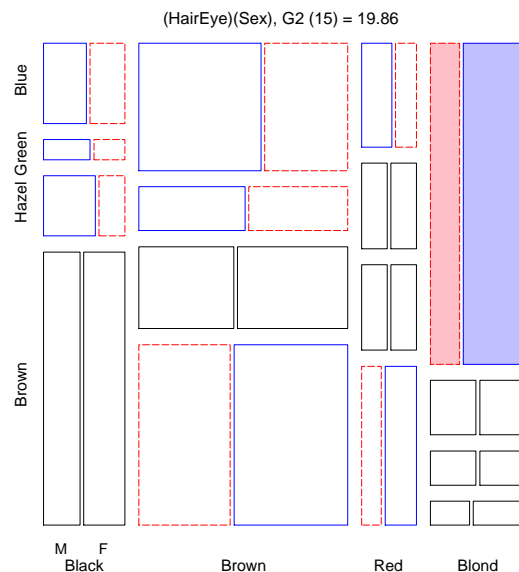 (HairEye)(Sex), G2 (15) = 19.86
Blue
Green
Hazel
Brown
M F
Black Brown Red Blond